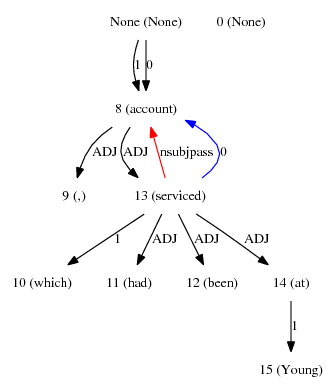 None (None) 0 (None)
1 0
8 (account)
ADJ ADJ nsubjpass 0
9 (,) 13 (serviced)
1 ADJ ADJ ADJ
10 (which) 11 (had) 12 (been) 14 (at)
1
15 (Young)